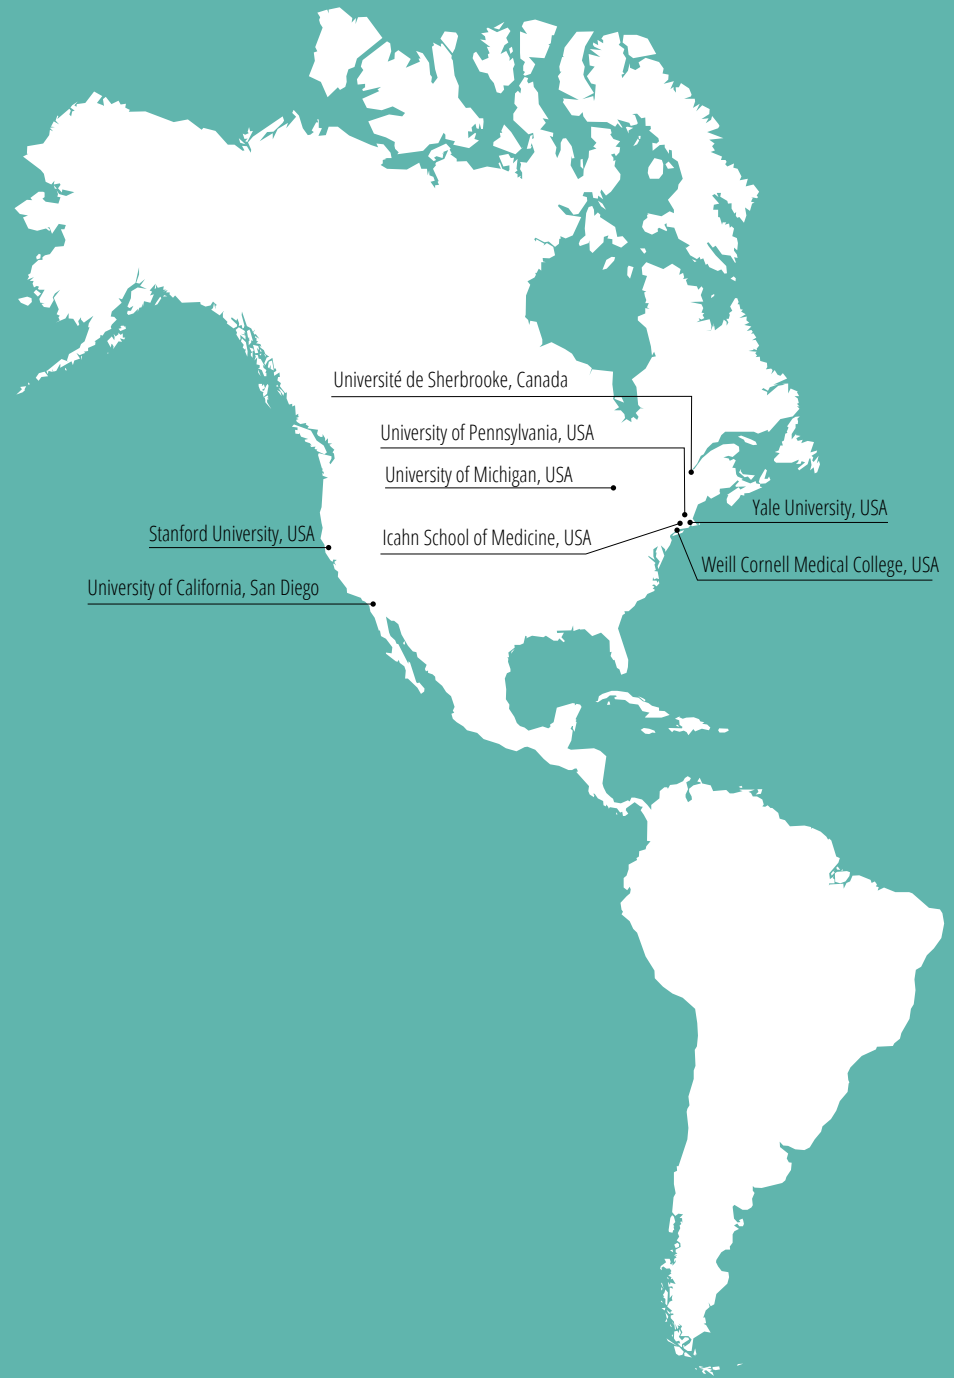 Université de Sherbrooke, Canada
University of Pennsylvania, USA
University of Michigan, USA
Yale University, USA
Stanford University, USA
Icahn School of Medicine, USA
Weill Cornell Medical College, USA
University of California, San Diego